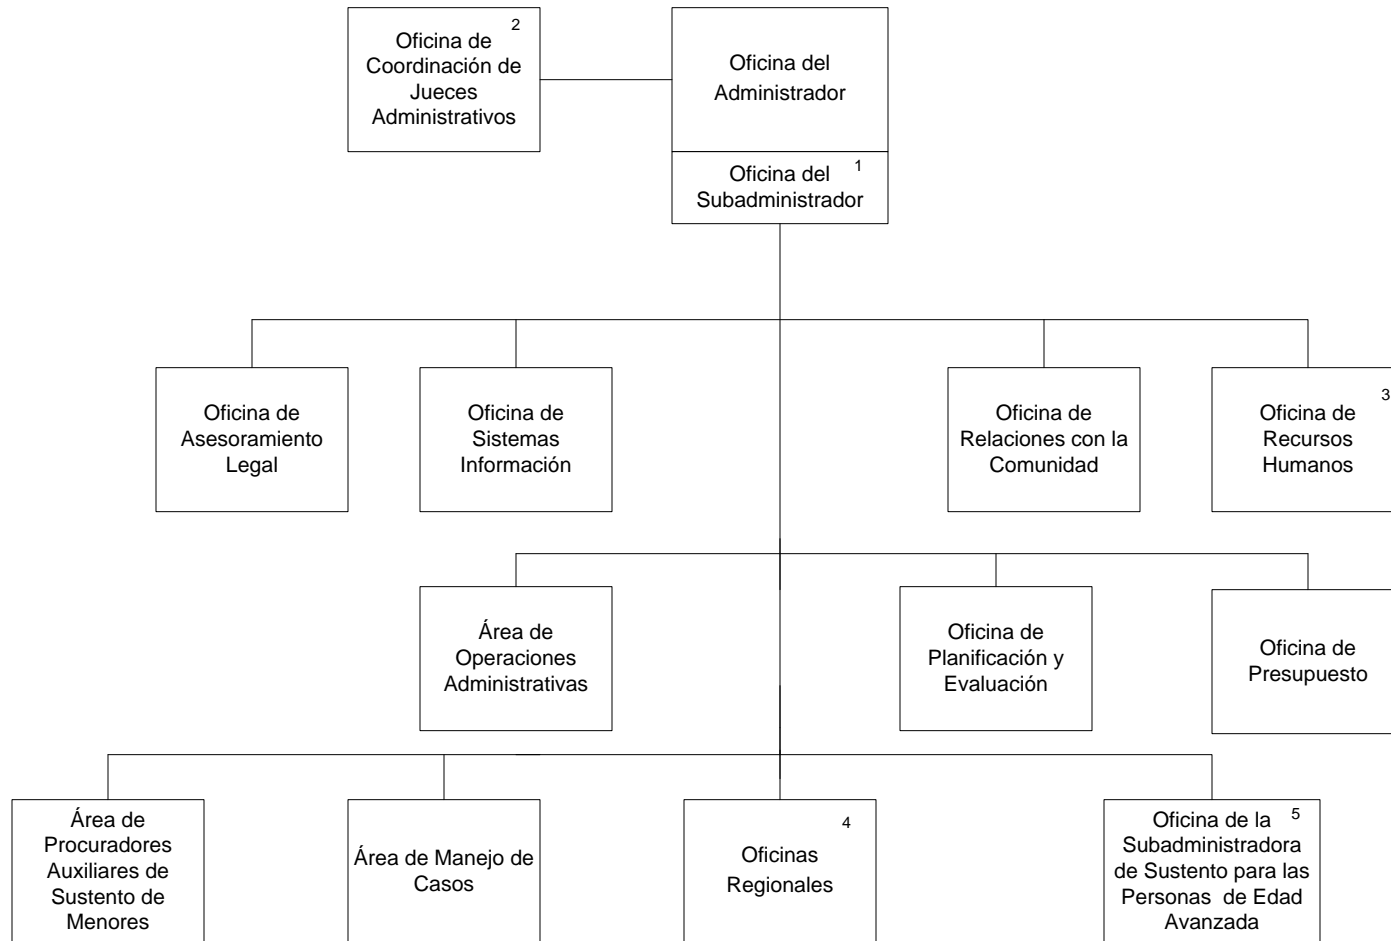 Oficina de 2
Coordinación de
Jueces
Administrativos
Oficina del
Administrador
Oficina del 1
Subadministrador
Oficina de
Asesoramiento
Legal
Oficina de
Sistemas
Información
Oficina de
Relaciones con la
Comunidad
3
Oficina de
Recursos
Humanos
Área de
Operaciones
Administrativas
Oficina de
Planificación y
Evaluación
Oficina de
Presupuesto
Área de
Procuradores
Auxiliares de
Sustento de
Menores
Área de Manejo de
Casos
4
Oficinas
Regionales
Oficina de la 5
Subadministradora
de Sustento para las
Personas de Edad
Avanzada